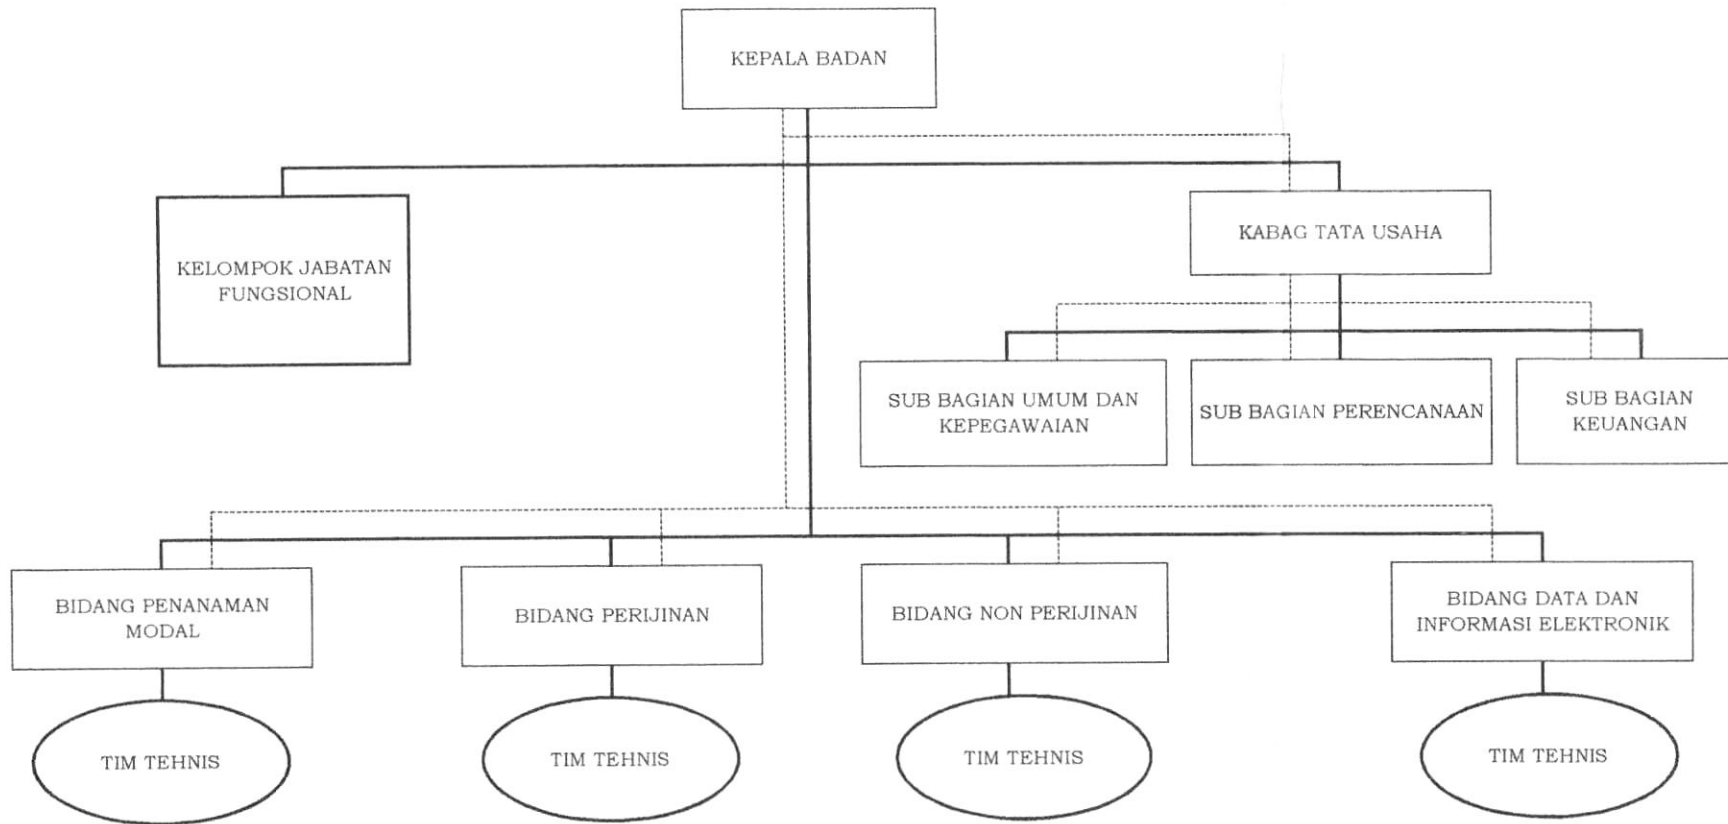 KEPALA BADAN
KELOMPOK JABATAN
FUNGSIONAL
KABAG TATA USAHA
SUB BAGIAN UMUM DAN
KEPEGAWAIAN
SUB BAGIAN PERENCANAAN
SUB BAGIAN
KEUANGAN
BIDANG PENANAMAN
MODAL
BIDANG PERIJINAN
BIDANG NON PERIJINAN
BIDANG DATA DAN
INFORMASI ELEKTRONIK
TIM TEHNIS
TIM TEHNIS
TIM TEHNIS
TIM TEHNIS